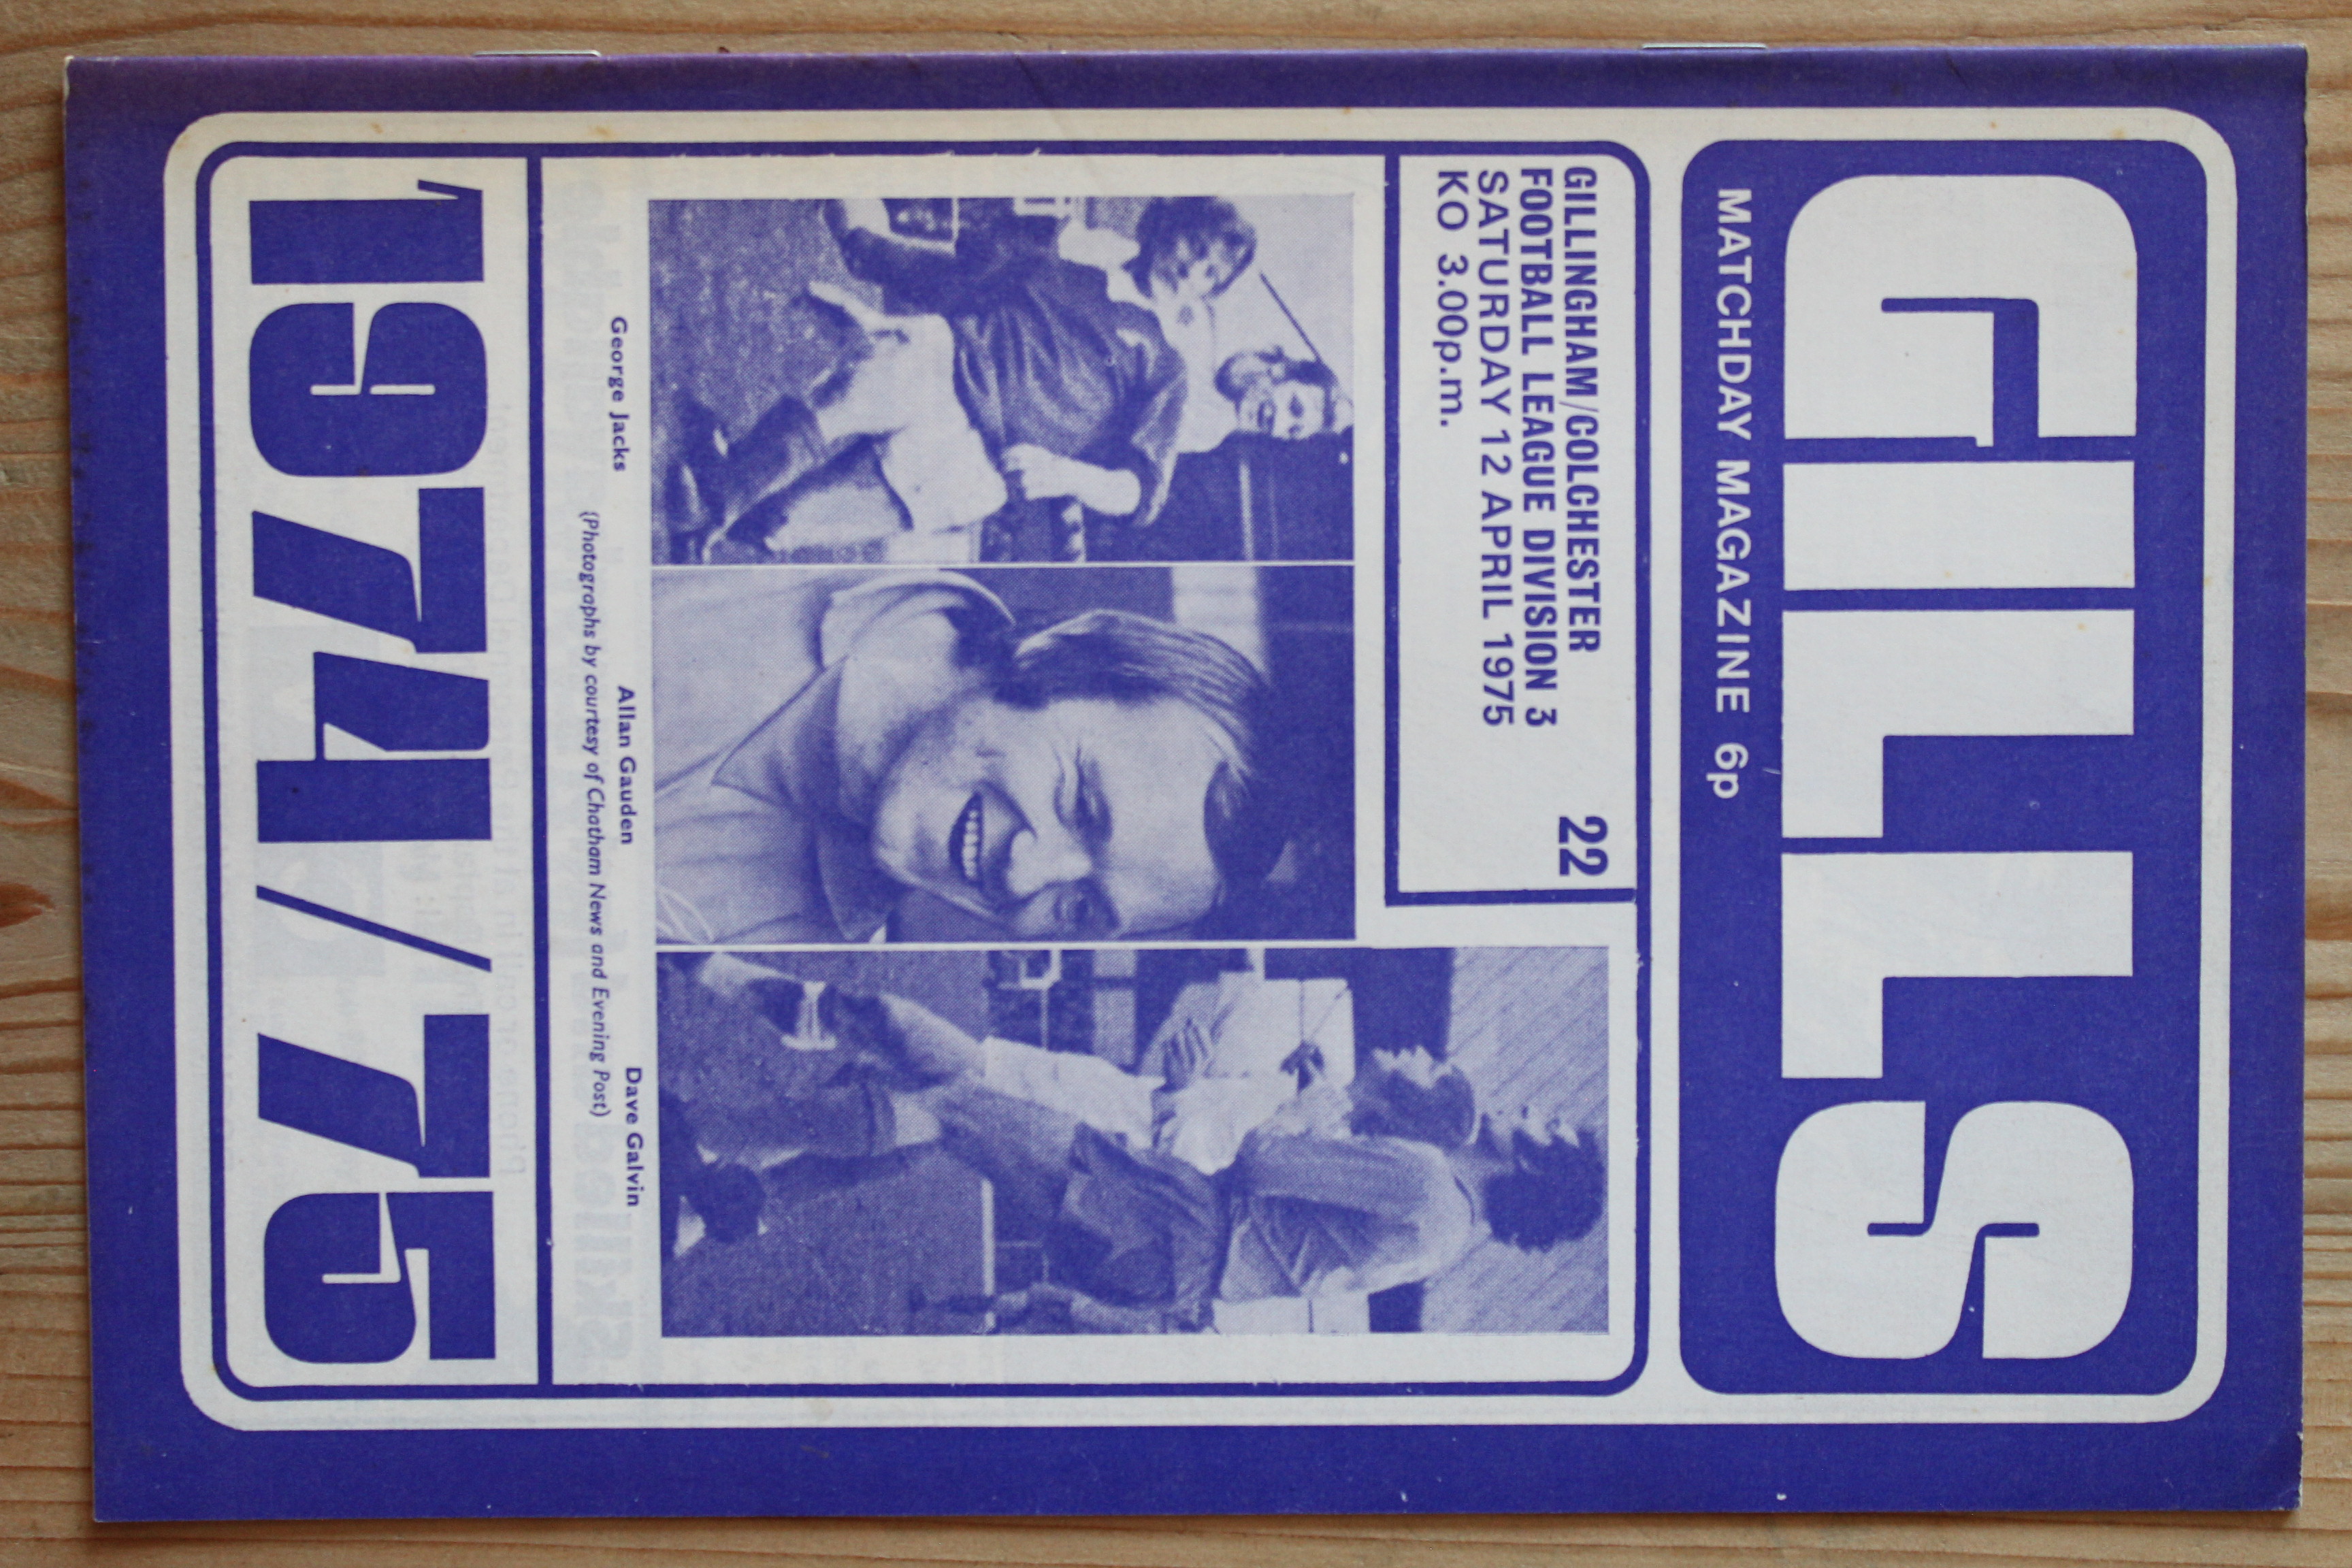 GILLS
MATCHDAY MAGAZINE 6p
GILLINGHAM/COLCHESTER 22
FOOTBALL LEAGUE DIVISION 3
SATURDAY 12 APRIL 1975
KO 3.00p.m.
George Jacks Allan Gauden Dave Galvin
(Photographs by courtesy of Chatham News and Evening Post)
1974/75